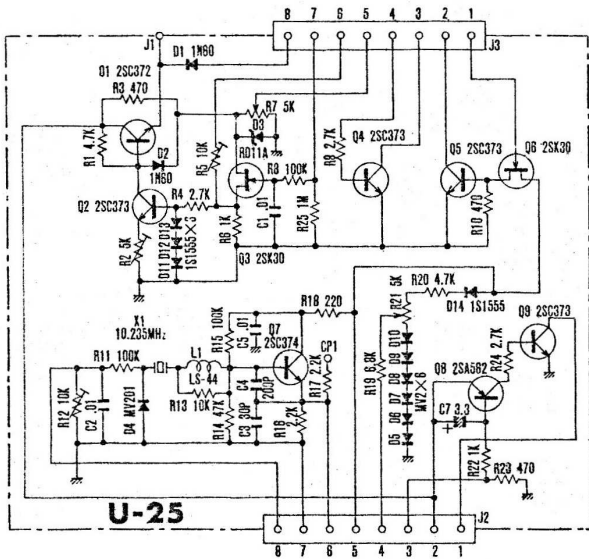 8 7 6 5 4 3 2 1
J1
J3
D1 1N60
Q1 2SC372
R3 470
R1 4.7K
D2
1N60
R7 5K
D3
RD11A
R5 10K
R8 2.7K
Q4 2SC373
Q5 2SC373
Q6 2SK30
Q2 2SC373
R4 2.7K
R8 100K
R2 5K
D11 D12 D13
1S1555×3
R6 1K
C1 .01
R25 1M
R10 470
Q3 2SK30
X1
10.235MHz
R11 100K
L1
LS-44
R15 100K
C5 .01
Q7
2SC374
R18 220
CP1
R17 2.2K
R20 4.7K
R21 5K
D14 1S1555
Q9
2SC373
R12 10K
C2 .01
D4 MV201
R13 10K
R14 47K
C4
200P
C3 30P
R16 2.2K
R19 6.8K
D5 D6 D7 D8 D9 D10
MV2×6
Q8 2SA562
R24 2.7K
C7 3.3
+
R22 1K
R23 470
U-25
J2
8 7 6 5 4 3 2 1